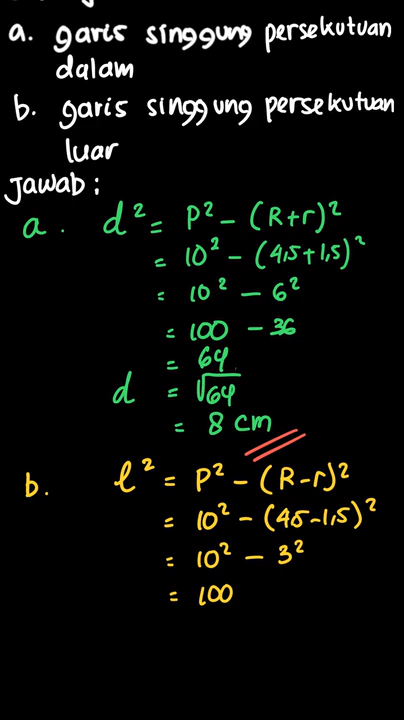 a. garis singgung persekutuan
dalam
b. garis singgung persekutuan
luar
Jawab :
a. d² = P² - (R+r)²
= 10² - (4,5+1,5)²
= 10² - 6²
= 100 - 36
= 64
d = √64
= 8 cm
b. l² = P² - (R-r)²
= 10² - (4,5-1,5)²
= 10² - 3²
= 100